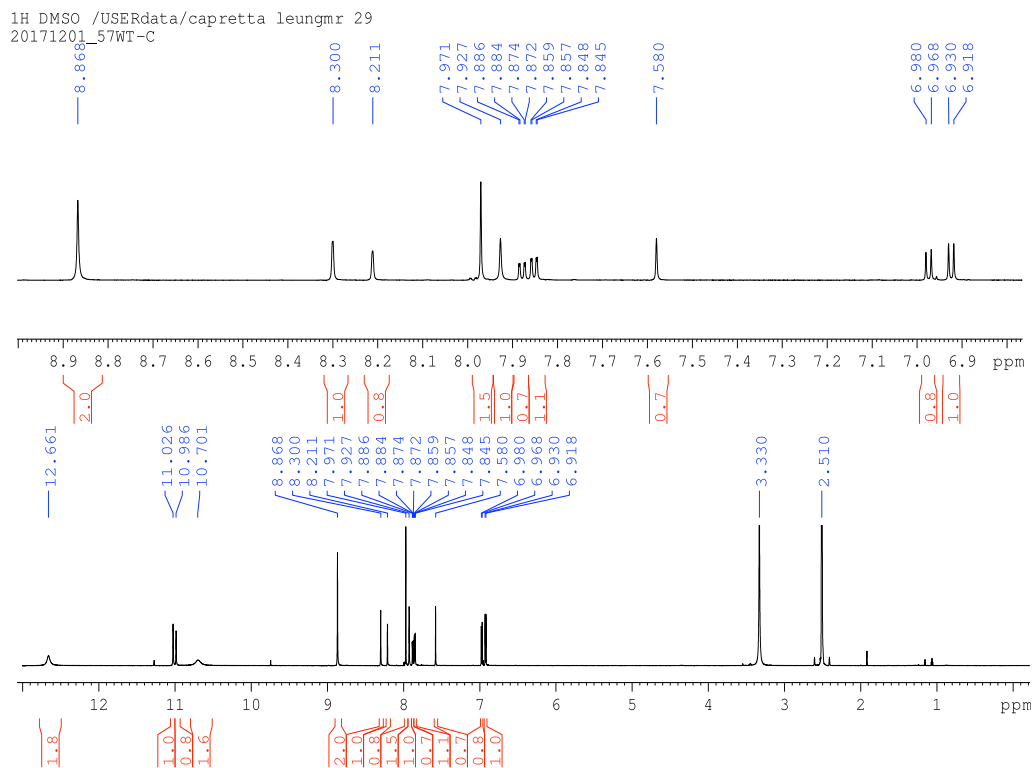 1H DMSO /USERdata/capretta leungmr 29
20171201_57WT-C
8.868 8.300 8.211 7.971 7.927 7.886 7.884 7.874 7.872 7.859 7.857 7.848 7.845 7.580 6.980 6.968 6.930 6.918
8.9 8.8 8.7 8.6 8.5 8.4 8.3 8.2 8.1 8.0 7.9 7.8 7.7 7.6 7.5 7.4 7.3 7.2 7.1 7.0 6.9 ppm
2.0 1.0 0.8 1.5 1.0 0.7 1.1 0.7 0.8 1.0
12.661 11.026 10.986 10.701 8.868 8.300 8.211 7.971 7.927 7.886 7.884 7.874 7.872 7.859 7.857 7.848 7.845 7.580 6.980 6.968 6.930 6.918 3.330 2.510
12 11 10 9 8 7 6 5 4 3 2 1 ppm
1.8 1.0 0.8 1.6 2.0 1.0 0.8 1.5 1.0 0.7 1.1 0.7 0.8 1.0